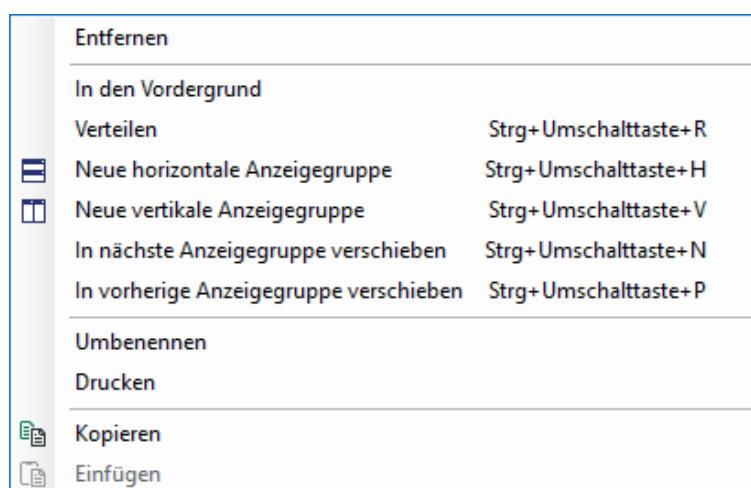 Entfernen
In den Vordergrund
Verteilen Strg+Umschalttaste+R
Neue horizontale Anzeigegruppe Strg+Umschalttaste+H
Neue vertikale Anzeigegruppe Strg+Umschalttaste+V
In nächste Anzeigegruppe verschieben Strg+Umschalttaste+N
In vorherige Anzeigegruppe verschieben Strg+Umschalttaste+P
Umbenennen
Drucken
Kopieren
Einfügen